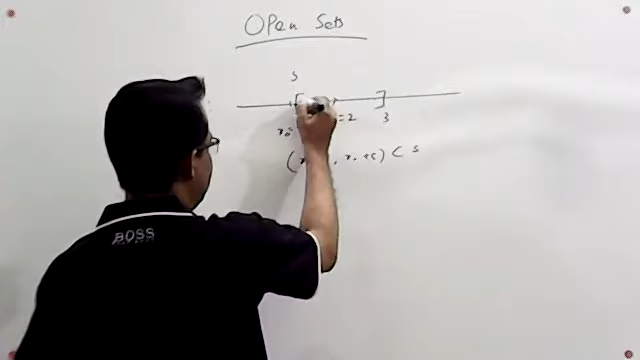 Open Sets
S
[ ]
x₀= =2 3
( x , x₀ +ε) ⊂ S
BOSS